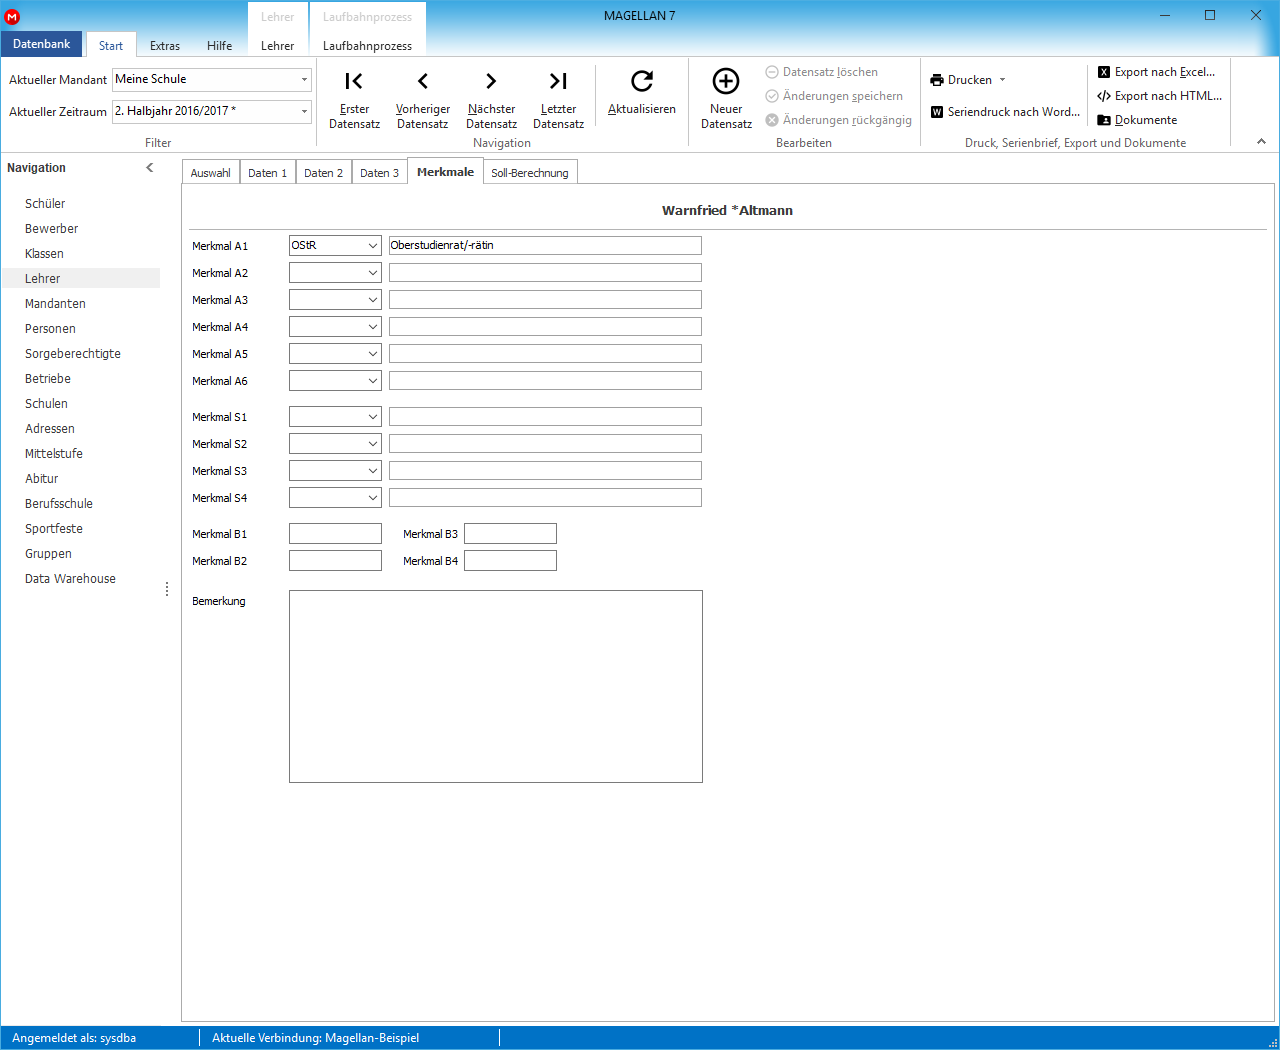 M
MAGELLAN 7
Lehrer
Laufbahnprozess
Datenbank
Start
Extras
Hilfe
Lehrer
Laufbahnprozess
Aktueller Mandant
Meine Schule
Aktueller Zeitraum
2. Halbjahr 2016/2017 *
Filter
Erster
Datensatz
Vorheriger
Datensatz
Nächster
Datensatz
Letzter
Datensatz
Aktualisieren
Navigation
Neuer
Datensatz
Datensatz löschen
Änderungen speichern
Änderungen rückgängig
Bearbeiten
Drucken
Seriendruck nach Word...
Export nach Excel...
Export nach HTML...
Dokumente
Druck, Serienbrief, Export und Dokumente
Navigation
Schüler
Bewerber
Klassen
Lehrer
Mandanten
Personen
Sorgeberechtigte
Betriebe
Schulen
Adressen
Mittelstufe
Abitur
Berufsschule
Sportfeste
Gruppen
Data Warehouse
Auswahl
Daten 1
Daten 2
Daten 3
Merkmale
Soll-Berechnung
Warnfried *Altmann
Merkmal A1
OStR
Oberstudienrat/-rätin
Merkmal A2
Merkmal A3
Merkmal A4
Merkmal A5
Merkmal A6
Merkmal S1
Merkmal S2
Merkmal S3
Merkmal S4
Merkmal B1
Merkmal B3
Merkmal B2
Merkmal B4
Bemerkung
Angemeldet als: sysdba
Aktuelle Verbindung: Magellan-Beispiel